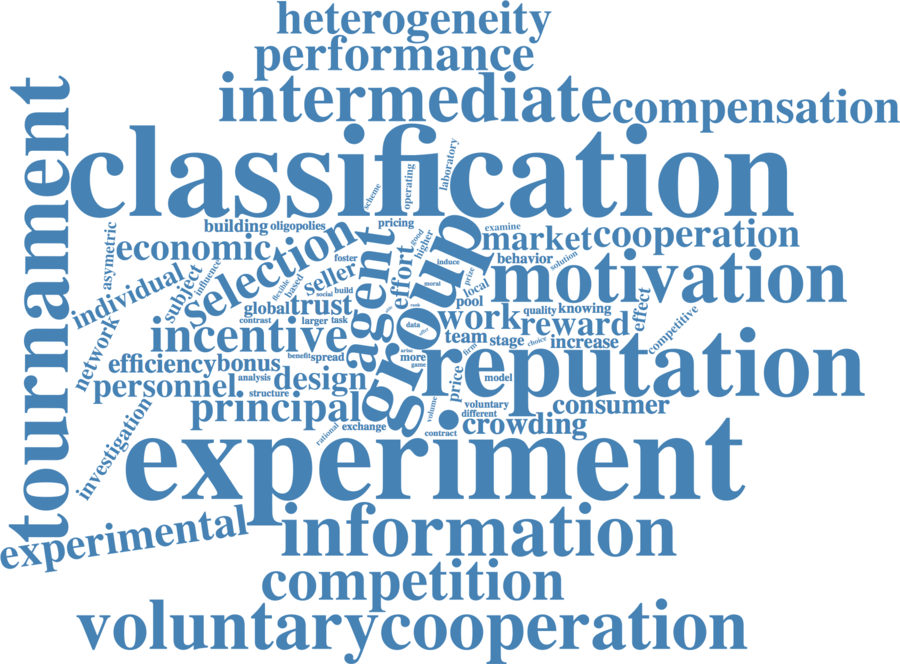 heterogeneity
performance
intermediate
compensation
classification
tournament
scheme
operating
laboratory
building
oligopolies
pricing
good
higher
group
examine
asymmetric
economic
selection
agent
effort
market
cooperation
foster
induce
behavior
solution
individual
subject
influence
flexible
based
seller
moral
prize
local
motivation
social
build
pool
global
trust
quality
knowing
effect
contrast
larger
task
data
work
reward
competitive
network
incentive
team
stage
choice
increase
efficiency
bonus
benefit
spread
more
game
firm
reputation
personnel
analysis
design
price
model
structure
principal
volume
voluntary
consumer
different
investigation
rational
exchange
contract
crowding
experiment
experimental
information
competition
voluntarycooperation